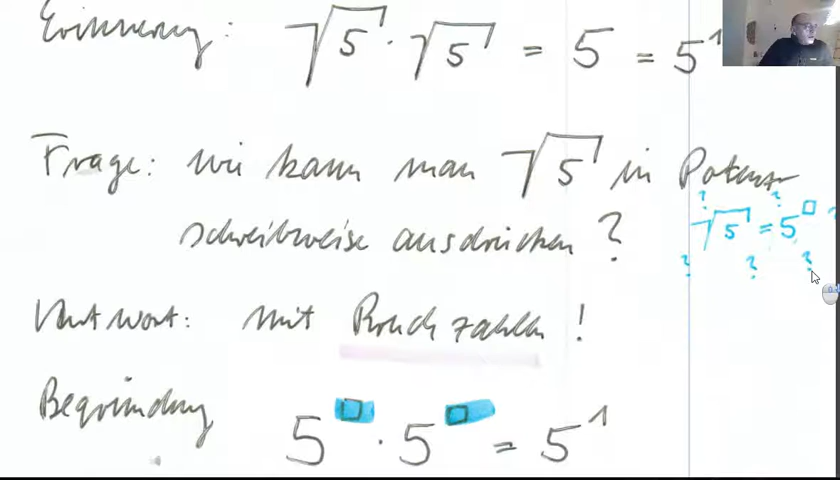 Erinnerung: √5 · √5 = 5 = 5¹
Frage: wie kann man √5 in Potenz
schreibweise ausdrücken ?
? ?
√5 = 5^□ ?
? ? ?
Antwort: mit Bruchzahlen !
Begründung
5^□ · 5^□ = 5¹